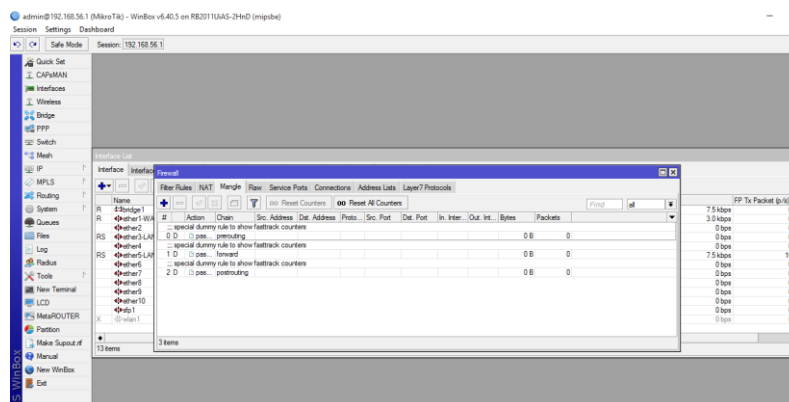 admin@192.168.56.1 (MikroTik) - WinBox v6.40.5 on RB2011UiAS-2HnD (mipsbe)
Session Settings Dashboard
Safe Mode Session: 192.168.56.1
Quick Set
CAPsMAN
Interfaces
Wireless
Bridge
PPP
Switch
Mesh
IP
MPLS
Routing
System
Queues
Files
Log
Radius
Tools
New Terminal
LCD
MetaROUTER
Partition
Make Supout.rif
Manual
New WinBox
Exit
S WinBox
Interface List
Interface Interface
Name
R bridge1
R ether1-WA
ether2
RS ether3-LAN
ether4
RS ether5-LAN
ether6
ether7
ether8
ether9
ether10
sfp1
X wlan1
13 items
Firewall
Filter Rules NAT Mangle Raw Service Ports Connections Address Lists Layer7 Protocols
00 Reset Counters 00 Reset All Counters Find all
# Action Chain Src. Address Dst. Address Proto... Src. Port Dst. Port In. Inter... Out. Int... Bytes Packets
;;; special dummy rule to show fasttrack counters
0 D pas... prerouting 0 B 0
;;; special dummy rule to show fasttrack counters
1 D pas... forward 0 B 0
;;; special dummy rule to show fasttrack counters
2 D pas... postrouting 0 B 0
3 items
FP Tx Packet (p/s)
7.5 kbps
3.0 kbps
0 bps
0 bps
0 bps
7.5 kbps
0 bps
0 bps
0 bps
0 bps
0 bps
0 bps
0 bps